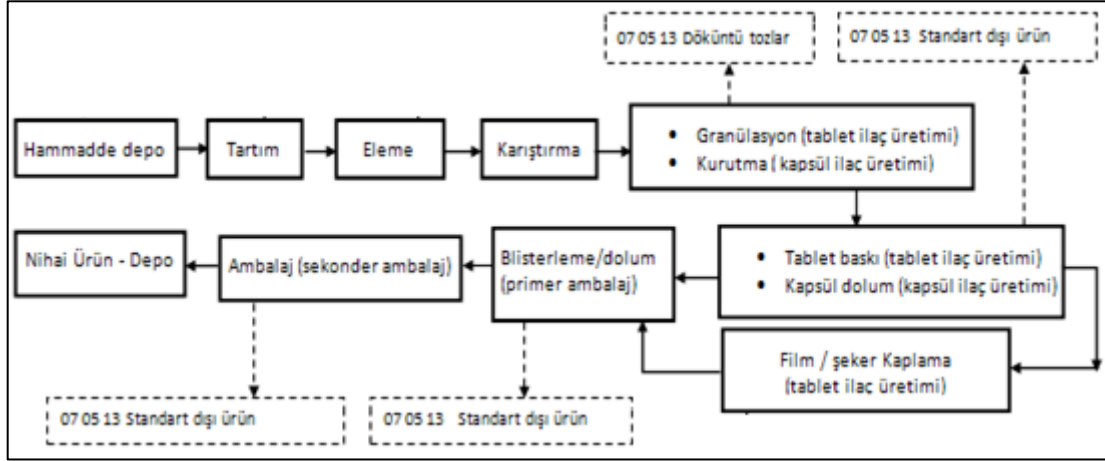 07 05 13 Döküntü tozlar
07 05 13 Standart dışı ürün
Hammadde depo
Tartım
Eleme
Karıştırma
• Granülasyon (tablet ilaç üretimi)
• Kurutma ( kapsül ilaç üretimi)
Nihai Ürün - Depo
Ambalaj (sekonder ambalaj)
Blisterleme/dolum
(primer ambalaj)
• Tablet baskı (tablet ilaç üretimi)
• Kapsül dolum (kapsül ilaç üretimi)
Film / şeker Kaplama
(tablet ilaç üretimi)
07 05 13 Standart dışı ürün
07 05 13 Standart dışı ürün